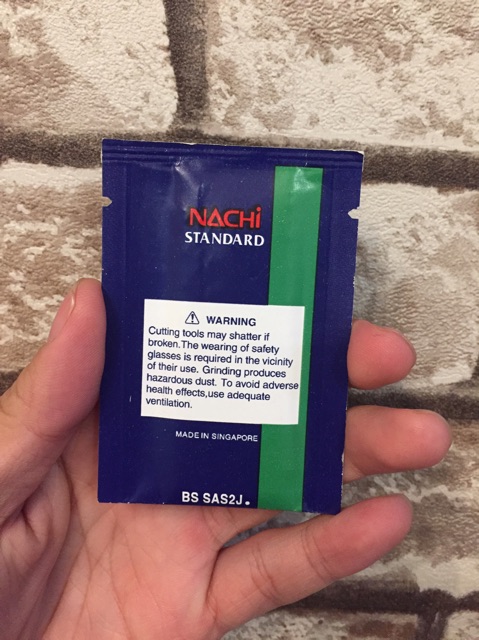 NACHi
STANDARD
⚠ WARNING
Cutting tools may shatter if
broken.The wearing of safety
glasses is required in the vicinity
of their use. Grinding produces
hazardous dust. To avoid adverse
health effects,use adequate
ventilation.
MADE IN SINGAPORE
BS SAS2J.